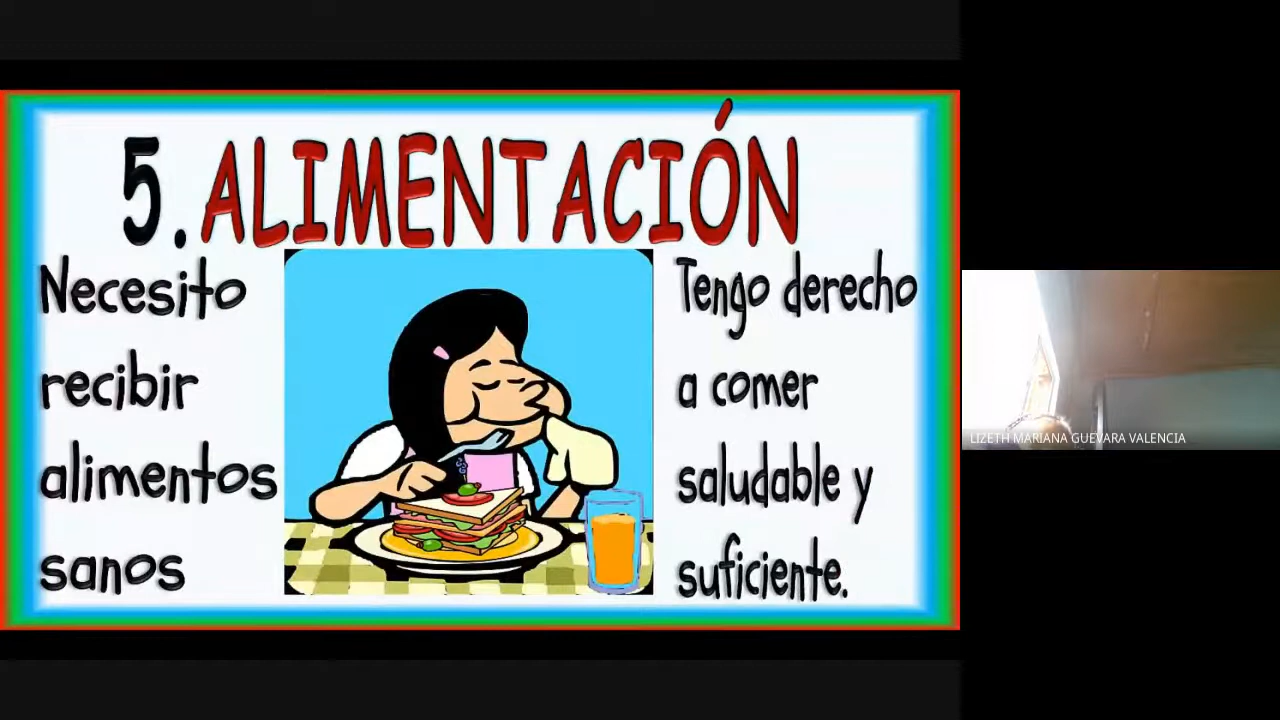 5. ALIMENTACIÓN
Necesito
recibir
alimentos
sanos
Tengo derecho
a comer
saludable y
suficiente.
LIZETH MARIANA GUEVARA VALENCIA